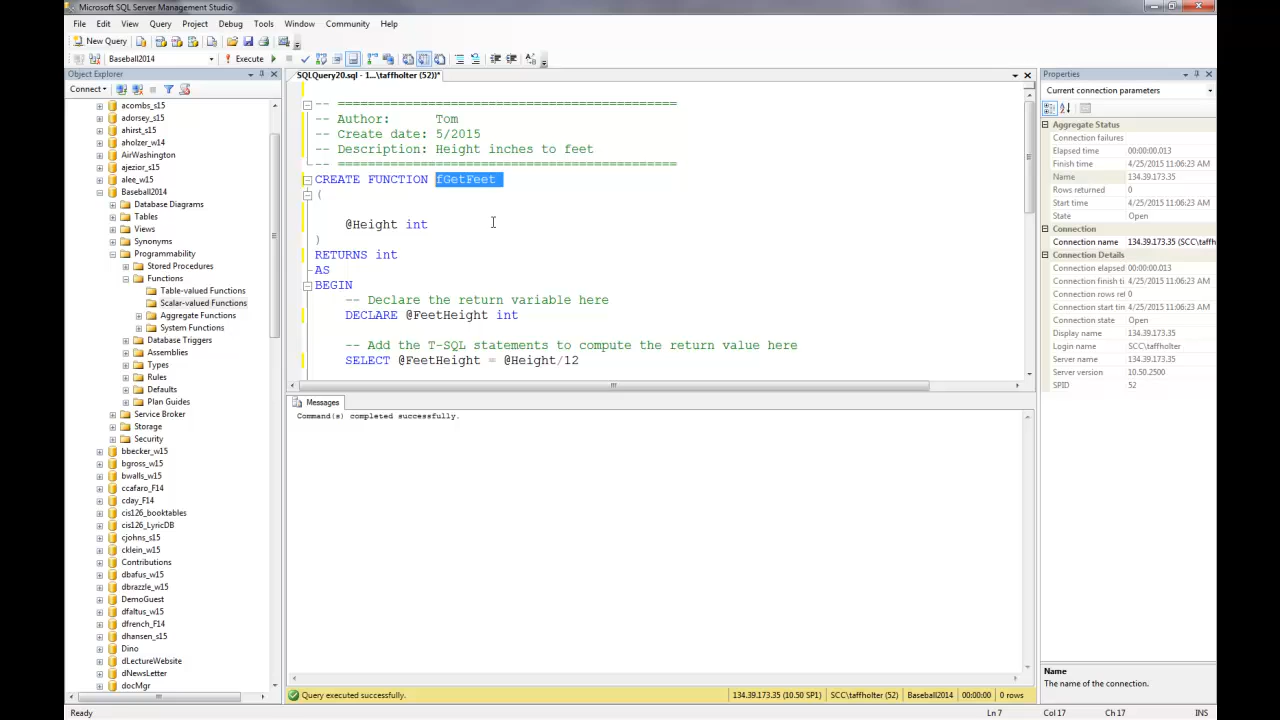 Microsoft SQL Server Management Studio
File Edit View Query Project Debug Tools Window Community Help
New Query
Baseball2014 Execute
Object Explorer
Connect
acombs_s15
adorsey_s15
ahirst_s15
aholzer_w14
AirWashington
ajezior_s15
alee_w15
Baseball2014
Database Diagrams
Tables
Views
Synonyms
Programmability
Stored Procedures
Functions
Table-valued Functions
Scalar-valued Functions
Aggregate Functions
System Functions
Database Triggers
Assemblies
Types
Rules
Defaults
Plan Guides
Service Broker
Storage
Security
bbecker_w15
bgross_w15
bwalls_w15
ccafaro_F14
cday_F14
cis126_booktables
cis126_LyricDB
cjohns_s15
cklein_w15
Contributions
dbafus_w15
dbrazzle_w15
DemoGuest
dfaltus_w15
dfrench_F14
dhansen_s15
Dino
dLectureWebsite
dNewsLetter
docMgr
SQLQuery20.sql - 1...\taffholter (52))*
-- =============================================
-- Author: Tom
-- Create date: 5/2015
-- Description: Height inches to feet
-- =============================================
CREATE FUNCTION fGetFeet
(
@Height int
)
RETURNS int
AS
BEGIN
-- Declare the return variable here
DECLARE @FeetHeight int
-- Add the T-SQL statements to compute the return value here
SELECT @FeetHeight = @Height/12
Messages
Command(s) completed successfully.
Query executed successfully. 134.39.173.35 (10.50 SP1) SCC\taffholter (52) Baseball2014 00:00:00 0 rows
Properties
Current connection parameters
Aggregate Status
Connection failures
Elapsed time 00:00:00.013
Finish time 4/25/2015 11:06:23 AM
Name 134.39.173.35
Rows returned 0
Start time 4/25/2015 11:06:23 AM
State Open
Connection
Connection name 134.39.173.35 (SCC\taffh
Connection Details
Connection elapsed 00:00:00.013
Connection finish ti 4/25/2015 11:06:23 AM
Connection rows ret 0
Connection start tim 4/25/2015 11:06:23 AM
Connection state Open
Display name 134.39.173.35
Login name SCC\taffholter
Server name 134.39.173.35
Server version 10.50.2500
SPID 52
Name
The name of the connection.
Ready Ln 7 Col 17 Ch 17 INS